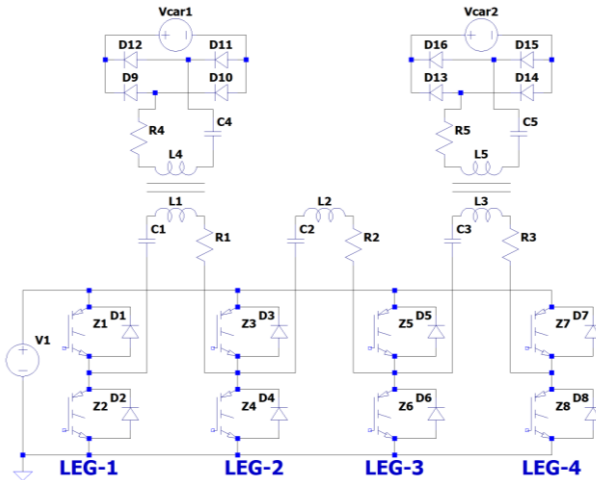 Vcar1
D12
D11
D9
D10
R4
C4
L4
Vcar2
D16
D15
D13
D14
R5
C5
L5
L1
C1
R1
L2
C2
R2
L3
C3
R3
V1
Z1
D1
Z2
D2
Z3
D3
Z4
D4
Z5
D5
Z6
D6
Z7
D7
Z8
D8
LEG-1
LEG-2
LEG-3
LEG-4